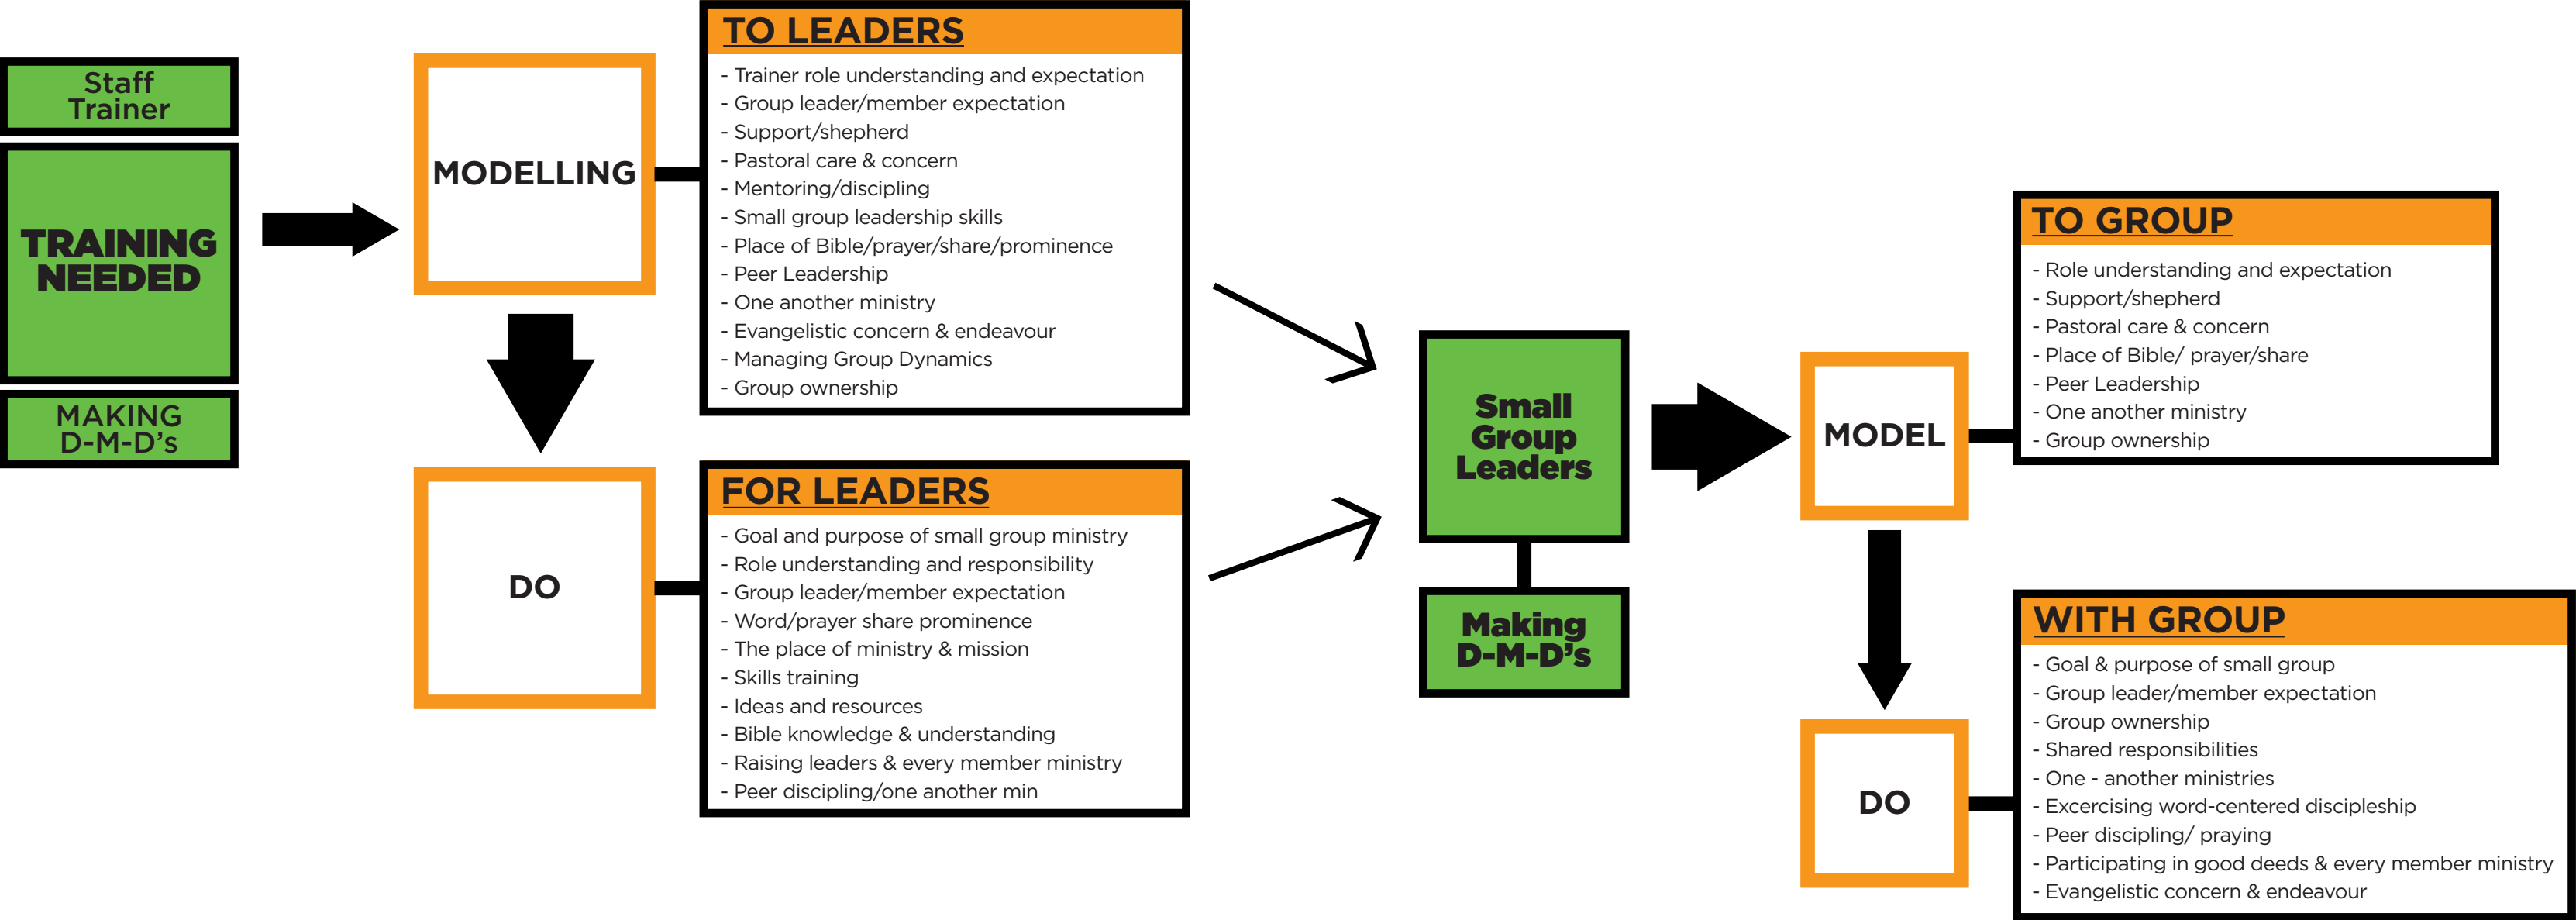 Staff
Trainer
TRAINING
NEEDED
MAKING
D-M-D’s
MODELLING
TO LEADERS
- Trainer role understanding and expectation
- Group leader/member expectation
- Support/shepherd
- Pastoral care & concern
- Mentoring/discipling
- Small group leadership skills
- Place of Bible/prayer/share/prominence
- Peer Leadership
- One another ministry
- Evangelistic concern & endeavour
- Managing Group Dynamics
- Group ownership
DO
FOR LEADERS
- Goal and purpose of small group ministry
- Role understanding and responsibility
- Group leader/member expectation
- Word/prayer share prominence
- The place of ministry & mission
- Skills training
- Ideas and resources
- Bible knowledge & understanding
- Raising leaders & every member ministry
- Peer discipling/one another min
Small
Group
Leaders
Making
D-M-D’s
MODEL
TO GROUP
- Role understanding and expectation
- Support/shepherd
- Pastoral care & concern
- Place of Bible/ prayer/share
- Peer Leadership
- One another ministry
- Group ownership
DO
WITH GROUP
- Goal & purpose of small group
- Group leader/member expectation
- Group ownership
- Shared responsibilities
- One - another ministries
- Excercising word-centered discipleship
- Peer discipling/ praying
- Participating in good deeds & every member ministry
- Evangelistic concern & endeavour